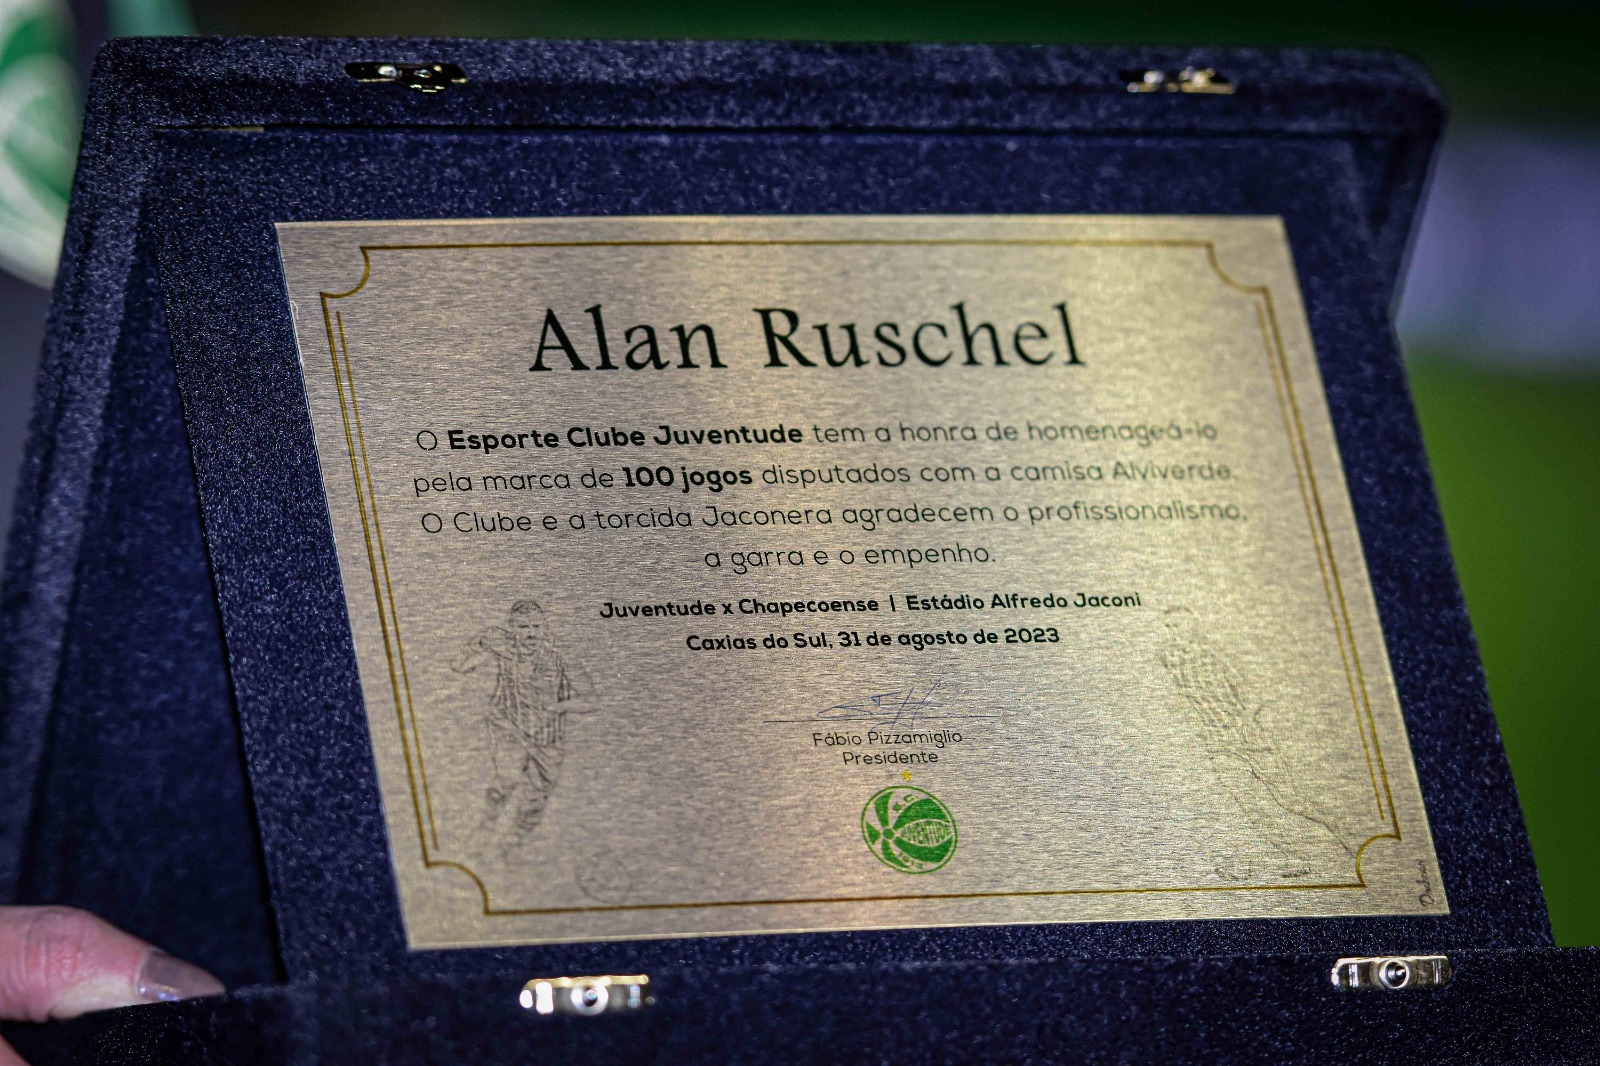 Alan Ruschel
O Esporte Clube Juventude tem a honra de homenageá-lo
pela marca de 100 jogos disputados com a camisa Alviverde.
O Clube e a torcida Jaconera agradecem o profissionalismo,
a garra e o empenho.
Juventude x Chapecoense | Estádio Alfredo Jaconi
Caxias do Sul, 31 de agosto de 2023
Fábio Pizzamiglio
Presidente
E.C.
JUVENTUDE
1913